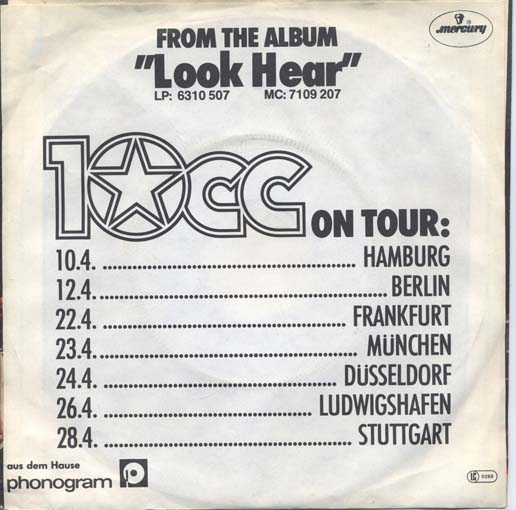 FROM THE ALBUM
mercury
"Look Hear"
LP: 6310 507 MC: 7109 207
10CC ON TOUR:
10.4. ........................................ HAMBURG
12.4. ............................................. BERLIN
22.4. ...................................... FRANKFURT
23.4. ........................................ MÜNCHEN
24.4. ..................................... DÜSSELDORF
26.4. ................................. LUDWIGSHAFEN
28.4. ....................................... STUTTGART
aus dem Hause
phonogram p
LC 0268